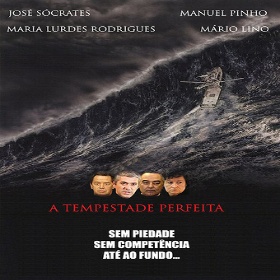 JOSÉ SÓCRATES MANUEL PINHO
MARIA LURDES RODRIGUES MÁRIO LINO
A TEMPESTADE PERFEITA
SEM PIEDADE
SEM COMPETÊNCIA
ATÉ AO FUNDO...